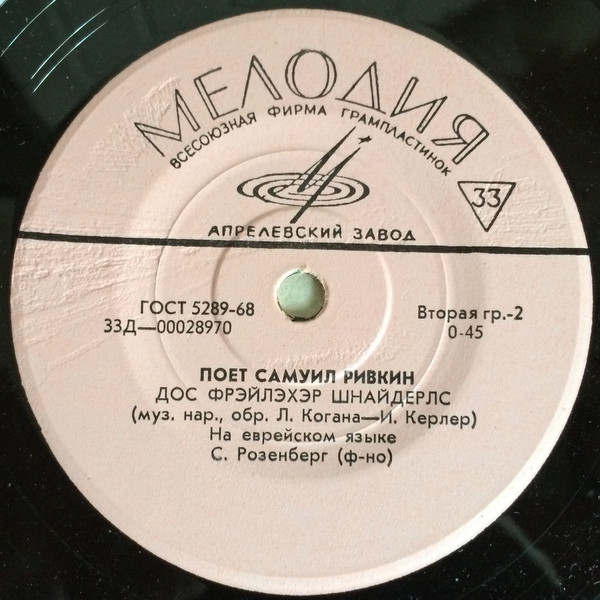 МЕЛОДИЯ
ВСЕСОЮЗНАЯ ФИРМА ГРАМПЛАСТИНОК
33
АПРЕЛЕВСКИЙ ЗАВОД
ГОСТ 5289-68
33Д—00028970
Вторая гр.-2
0-45
ПОЕТ САМУИЛ РИВКИН
ДОС ФРЭЙЛЭХЭР ШНАЙДЕРЛС
(муз. нар., обр. Л. Когана—И. Керлер)
На еврейском языке
С. Розенберг (ф-но)